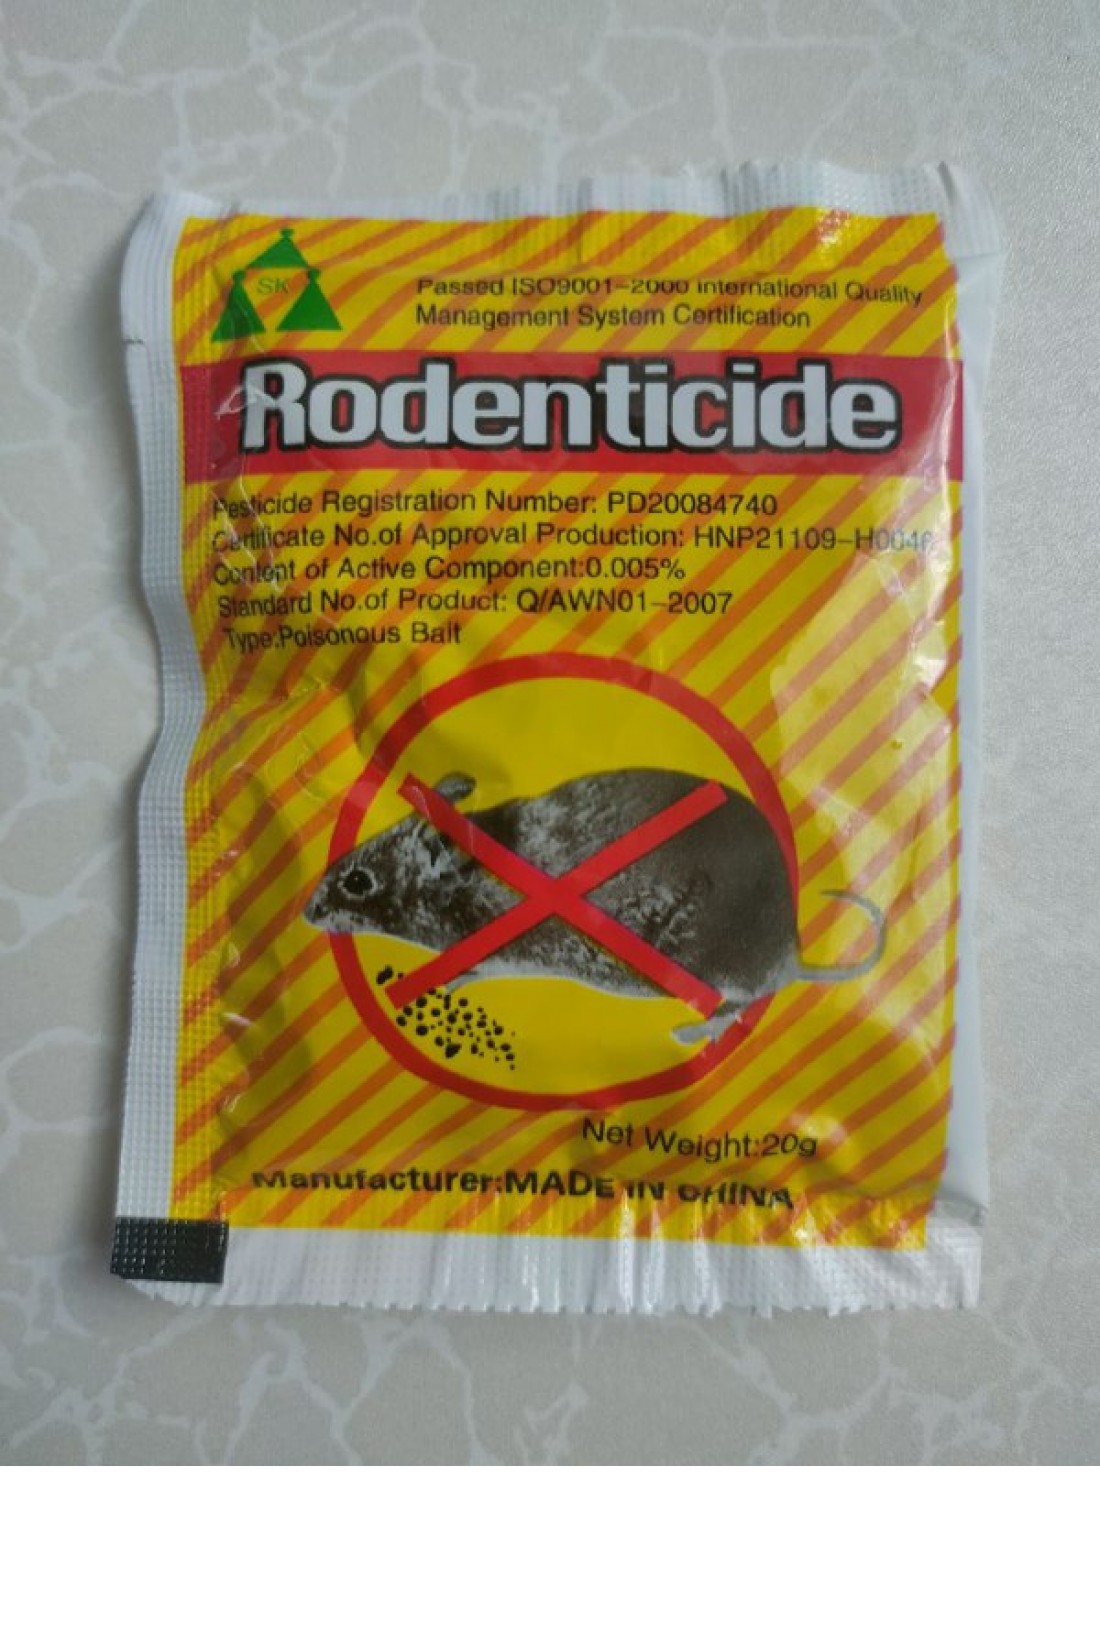 SK
Passed ISO9001-2000 International Quality
Management System Certification
Rodenticide
Pesticide Registration Number: PD20084740
Certificate No.of Approval Production: HNP21109-H0046
Content of Active Component:0.005%
Standard No.of Product: Q/AWN01-2007
Type:Poisonous Bait
Net Weight:20g
Manufacturer:MADE IN CHINA